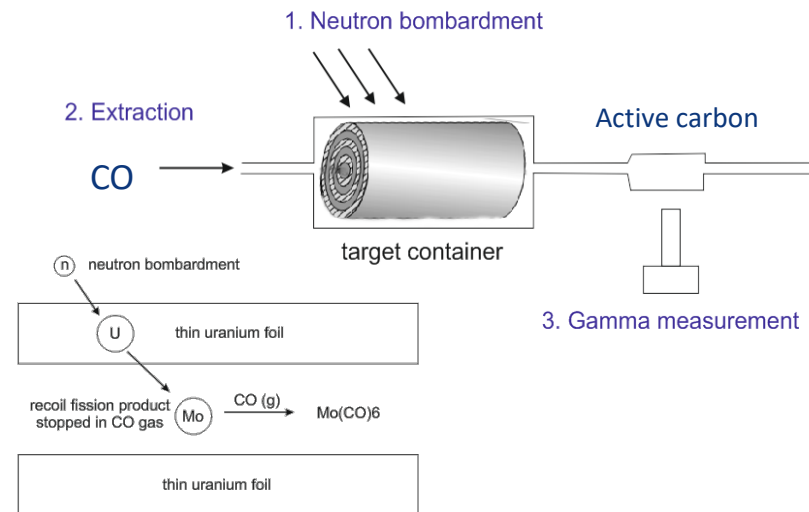 1. Neutron bombardment
2. Extraction
Active carbon
CO
target container
n neutron bombardment
3. Gamma measurement
U thin uranium foil
CO (g)
recoil fission product
stopped in CO gas
Mo
Mo(CO)6
thin uranium foil